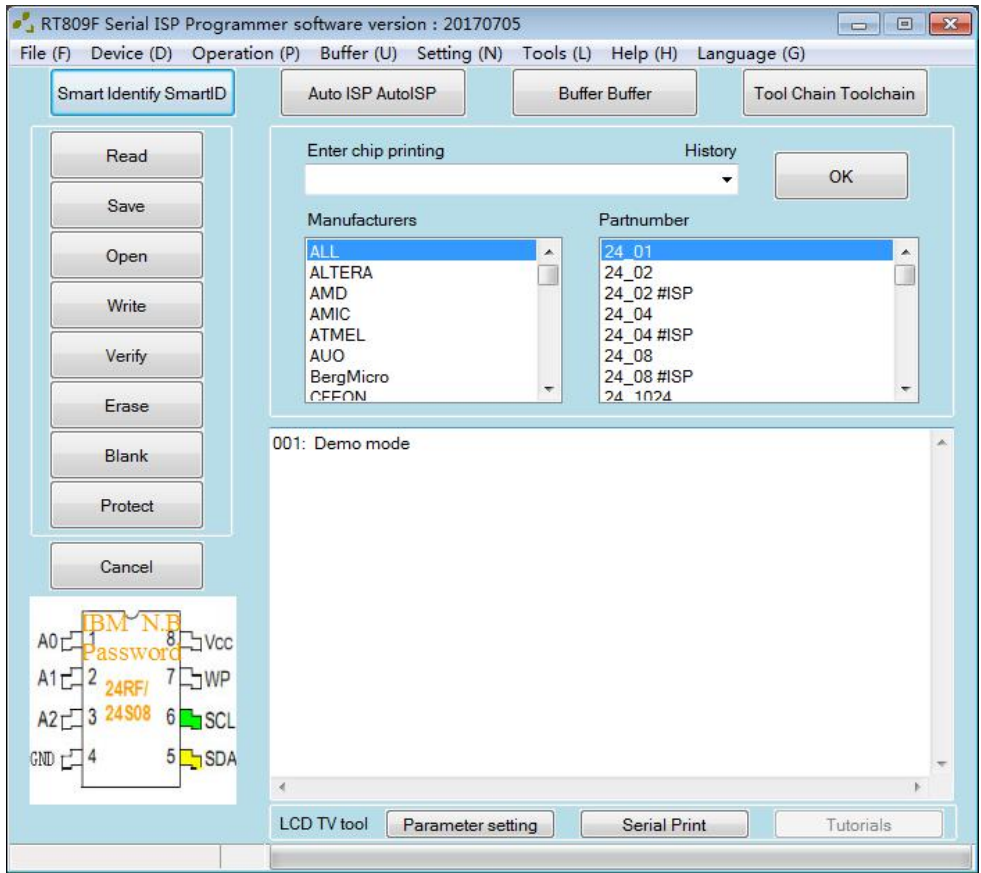 RT809F Serial ISP Programmer software version : 20170705
File (F) Device (D) Operation (P) Buffer (U) Setting (N) Tools (L) Help (H) Language (G)
Smart Identify SmartID Auto ISP AutoISP Buffer Buffer Tool Chain Toolchain
Read
Save
Open
Write
Verify
Erase
Blank
Protect
Cancel
Enter chip printing History
OK
Manufacturers
ALL
ALTERA
AMD
AMIC
ATMEL
AUO
BergMicro
CFEON
Partnumber
24_01
24_02
24_02 #ISP
24_04
24_04 #ISP
24_08
24_08 #ISP
24_1024
001: Demo mode
IBM N.B
A0 1 8 Vcc
Password
A1 2 7 WP
24RF/
A2 3 24S08 6 SCL
GND 4 5 SDA
LCD TV tool Parameter setting Serial Print Tutorials